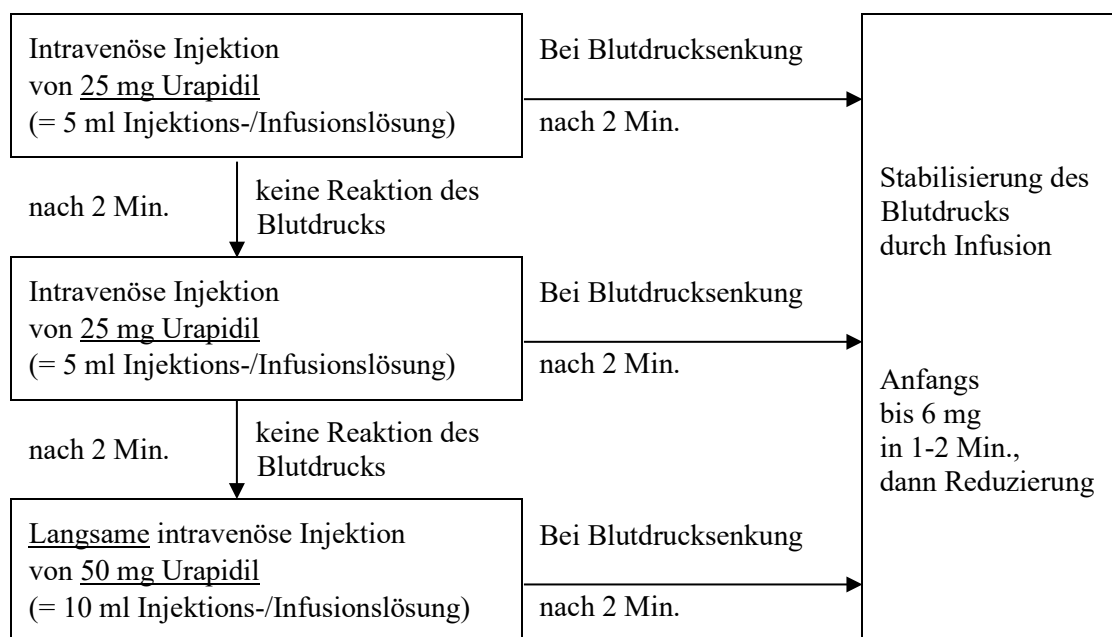 Intravenöse Injektion
von 25 mg Urapidil
(= 5 ml Injektions-/Infusionslösung)
Bei Blutdrucksenkung
nach 2 Min.
nach 2 Min.
keine Reaktion des
Blutdrucks
Intravenöse Injektion
von 25 mg Urapidil
(= 5 ml Injektions-/Infusionslösung)
Bei Blutdrucksenkung
nach 2 Min.
nach 2 Min.
keine Reaktion des
Blutdrucks
Langsame intravenöse Injektion
von 50 mg Urapidil
(= 10 ml Injektions-/Infusionslösung)
Bei Blutdrucksenkung
nach 2 Min.
Stabilisierung des
Blutdrucks
durch Infusion
Anfangs
bis 6 mg
in 1-2 Min.,
dann Reduzierung